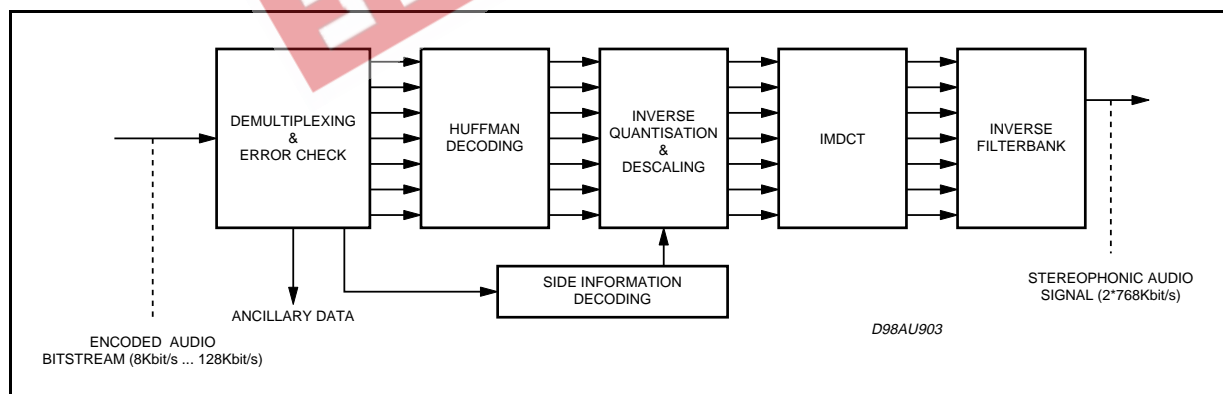 DEMULTIPLEXING
&
ERROR CHECK
HUFFMAN
DECODING
INVERSE
QUANTISATION
&
DESCALING
IMDCT
INVERSE
FILTERBANK
SIDE INFORMATION
DECODING
ANCILLARY DATA
ENCODED AUDIO
BITSTREAM (8Kbit/s ... 128Kbit/s)
STEREOPHONIC AUDIO
SIGNAL (2*768Kbit/s)
D98AU903